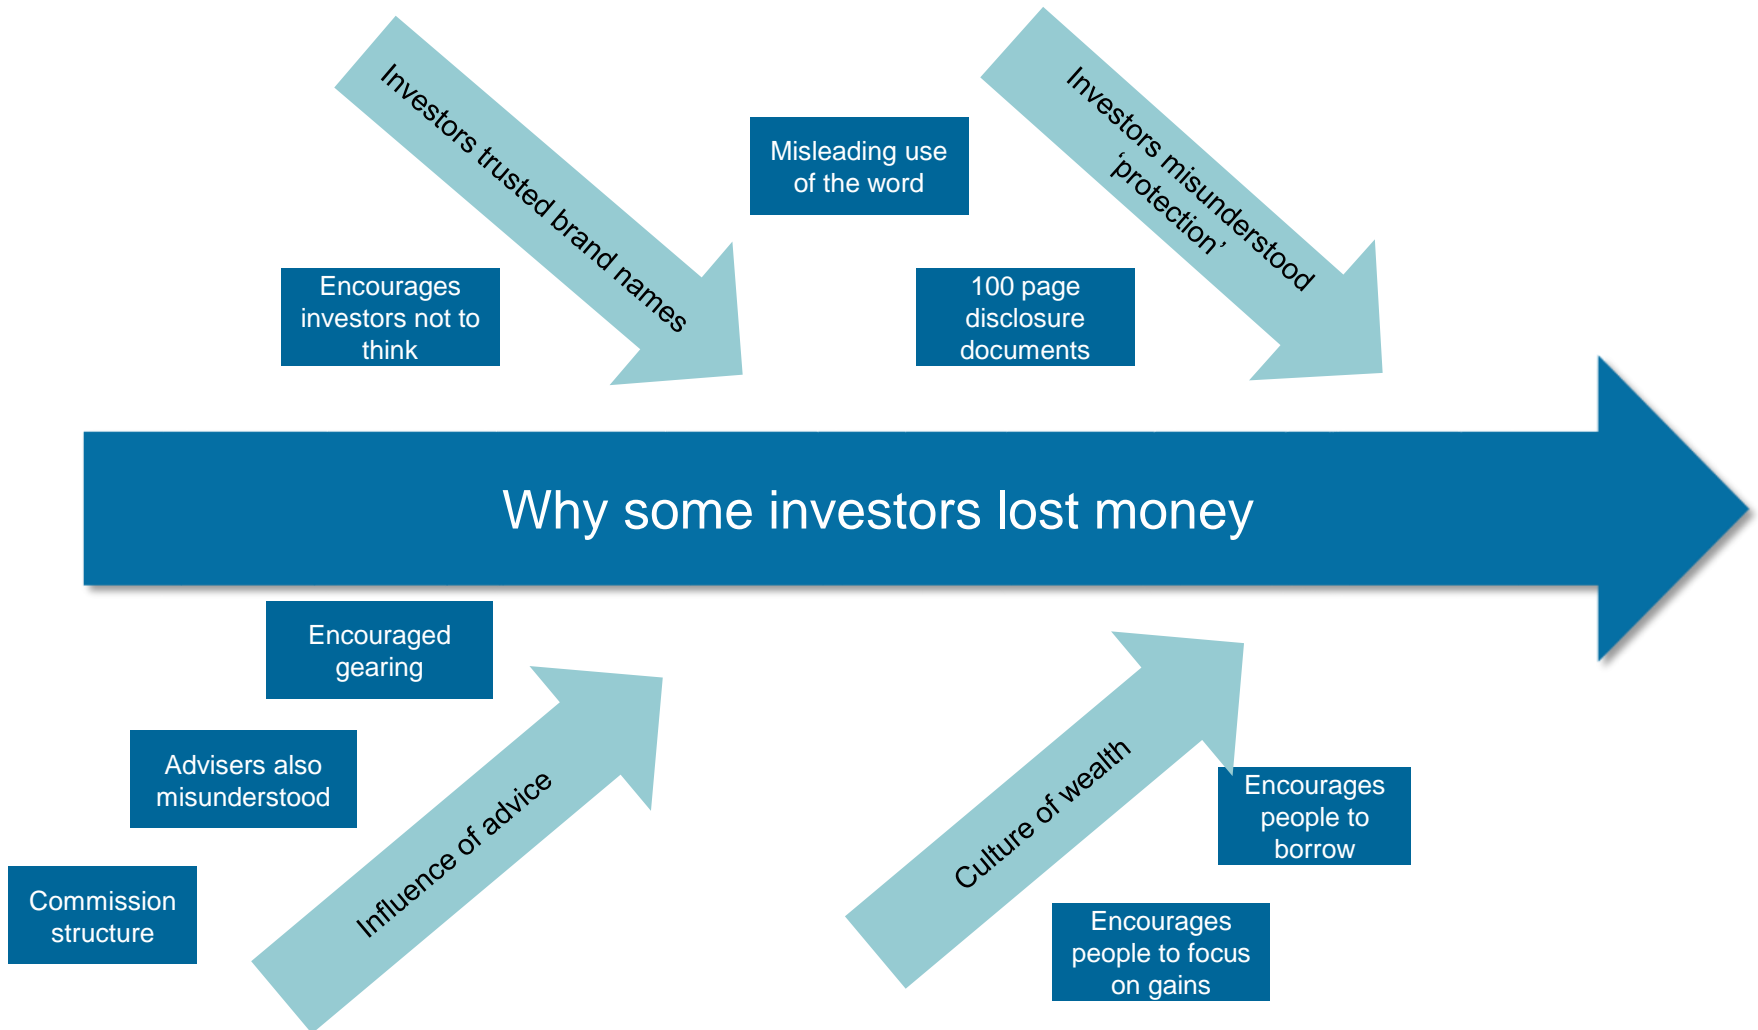 Investors trusted brand names
Misleading use
of the word
Investors misunderstood
‘protection’
Encourages
investors not to
think
100 page
disclosure
documents
Why some investors lost money
Encouraged
gearing
Advisers also
misunderstood
Commission
structure
Influence of advice
Culture of wealth
Encourages
people to
borrow
Encourages
people to focus
on gains